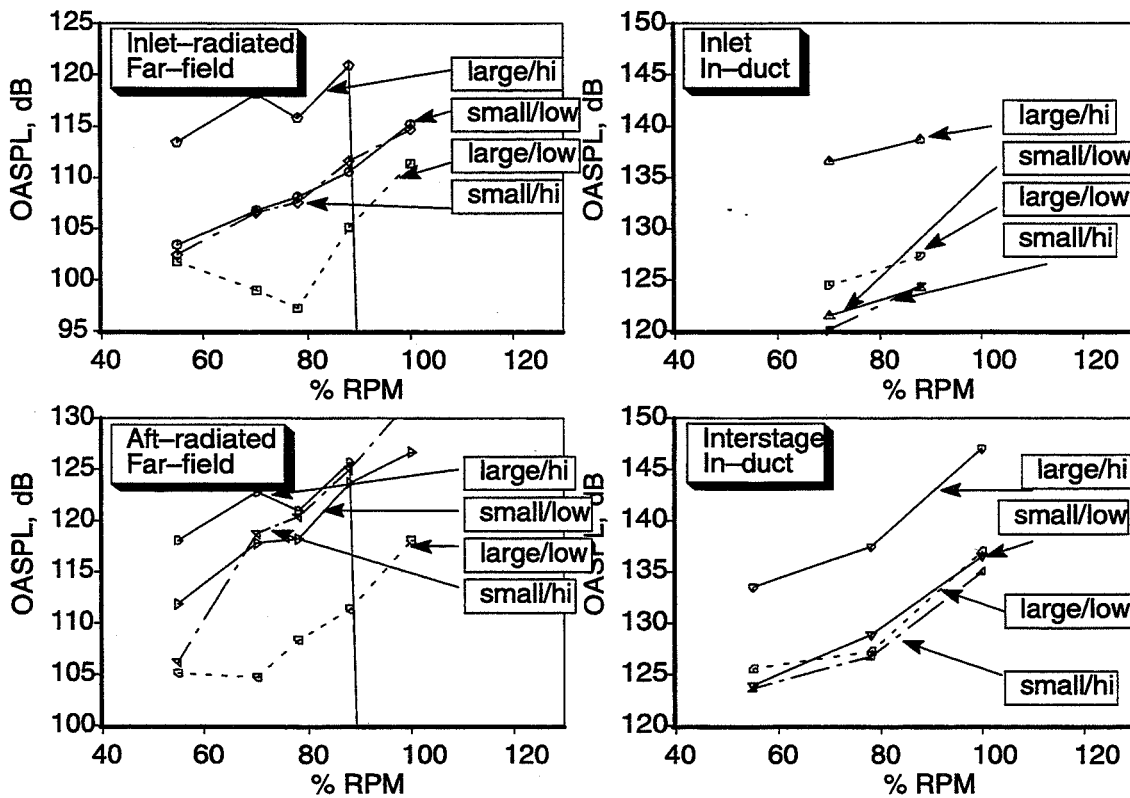 125
120
115
110
105
100
95
OASPL, dB
Inlet–radiated
Far–field
large/hi
small/low
large/low
small/hi
40
60
80
100
120
% RPM
150
145
140
135
130
125
120
OASPL, dB
Inlet
In–duct
large/hi
small/low
large/low
small/hi
40
60
80
100
120
% RPM
130
125
120
115
110
105
100
OASPL, dB
Aft–radiated
Far–field
large/hi
small/low
large/low
small/hi
40
60
80
100
120
% RPM
150
145
140
135
130
125
120
OASPL, dB
Interstage
In–duct
large/hi
small/low
large/low
small/hi
40
60
80
100
120
% RPM